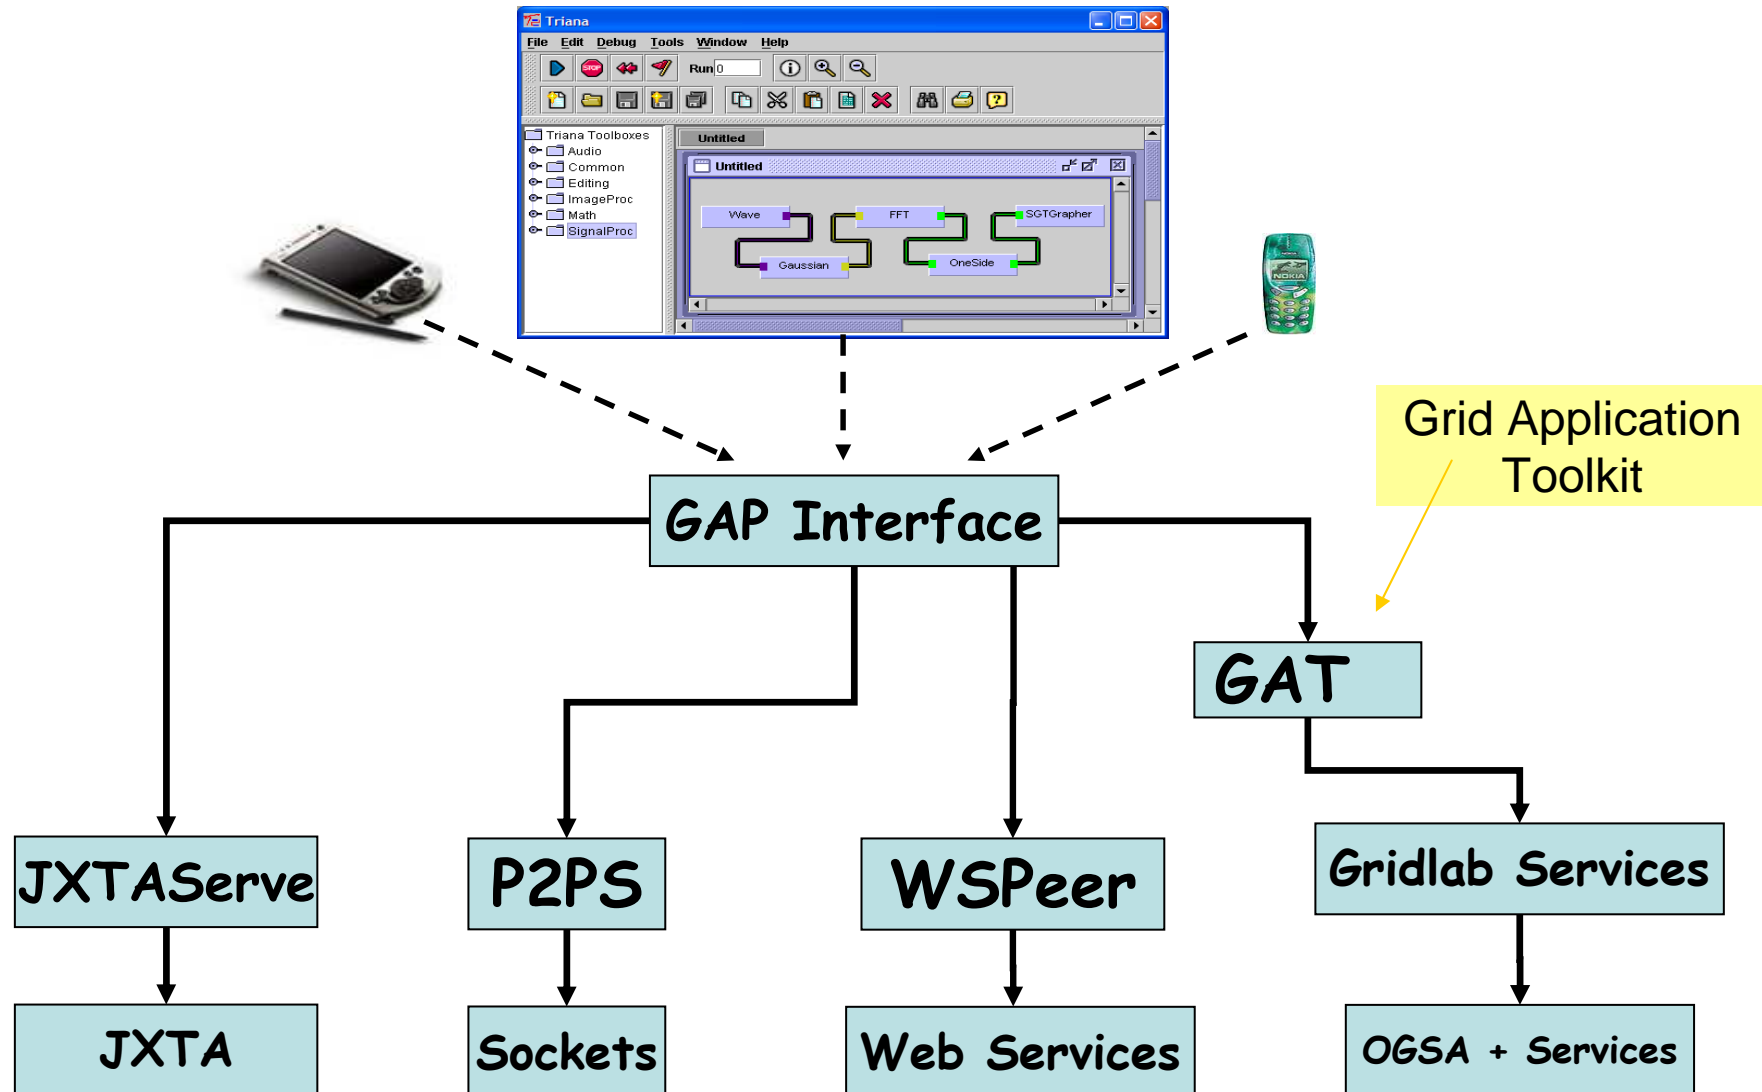 Triana
File Edit Debug Tools Window Help
STOP Run 0
Triana Toolboxes
Audio
Common
Editing
ImageProc
Math
SignalProc
Untitled
Untitled
Wave
FFT
SGTGrapher
Gaussian
OneSide
NOKIA
Grid Application
Toolkit
GAP Interface
GAT
JXTAServe
P2PS
WSPeer
Gridlab Services
JXTA
Sockets
Web Services
OGSA + Services